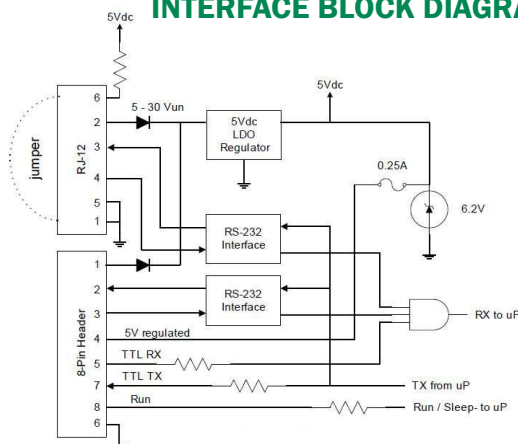 INTERFACE BLOCK DIAGRA
5Vdc
6
5 - 30 Vun
2
3
4
5
1
jumper
RJ-12
5Vdc
LDO
Regulator
5Vdc
0.25A
6.2V
RS-232
Interface
RS-232
Interface
8-Pin Header
1
2
3
4
5V regulated
5
TTL RX
7
TTL TX
8
Run
6
RX to uP
TX from uP
Run / Sleep- to uP